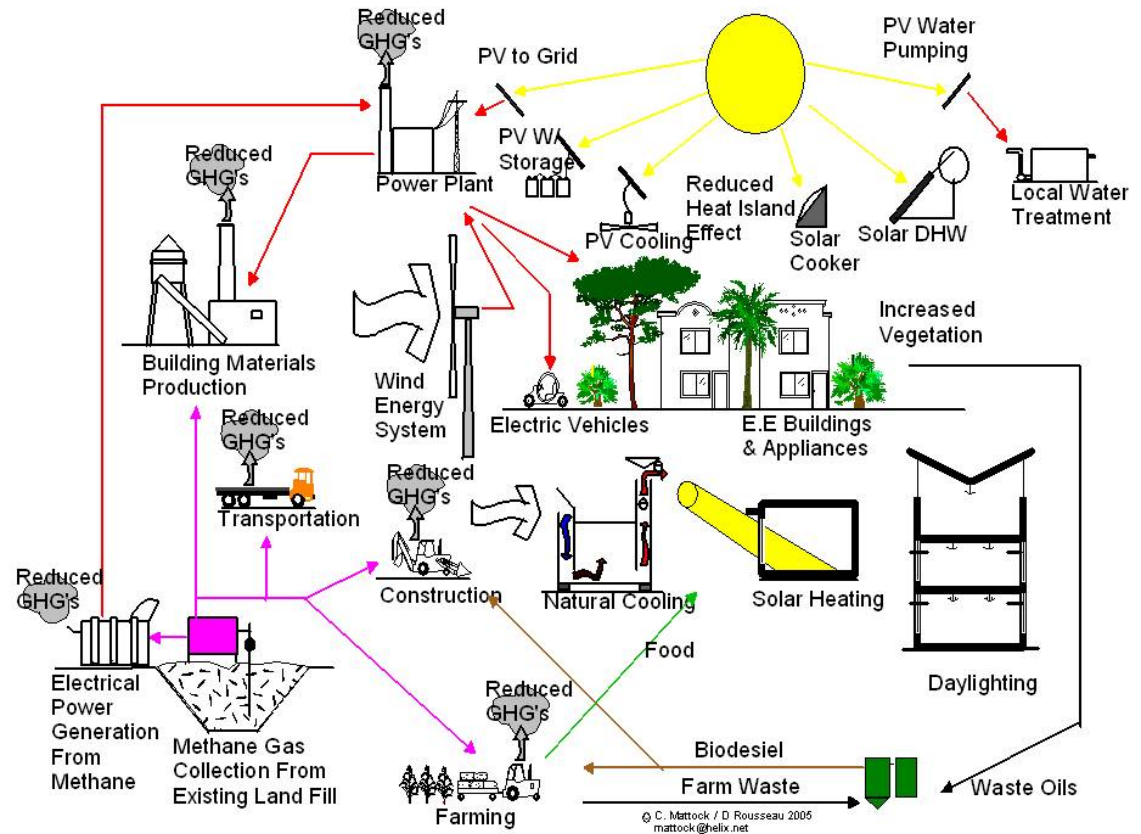 Reduced
GHG's
PV to Grid
PV Water
Pumping
PV W/
Storage
Reduced
GHG's
Power Plant
PV Cooling
Reduced
Heat Island
Effect
Solar
Cooker
Solar DHW
Local Water
Treatment
Building Materials
Production
Wind
Energy
System
Electric Vehicles
E.E Buildings
& Appliances
Increased
Vegetation
Reduced
GHG's
Transportation
Reduced
GHG's
Construction
Natural Cooling
Solar Heating
Daylighting
Reduced
GHG's
Electrical
Power
Generation
From
Methane
Methane Gas
Collection From
Existing Land Fill
Food
Reduced
GHG's
Farming
Biodesiel
Farm Waste
Waste Oils
© C. Mattock / D Rousseau 2005
mattock@helix.net